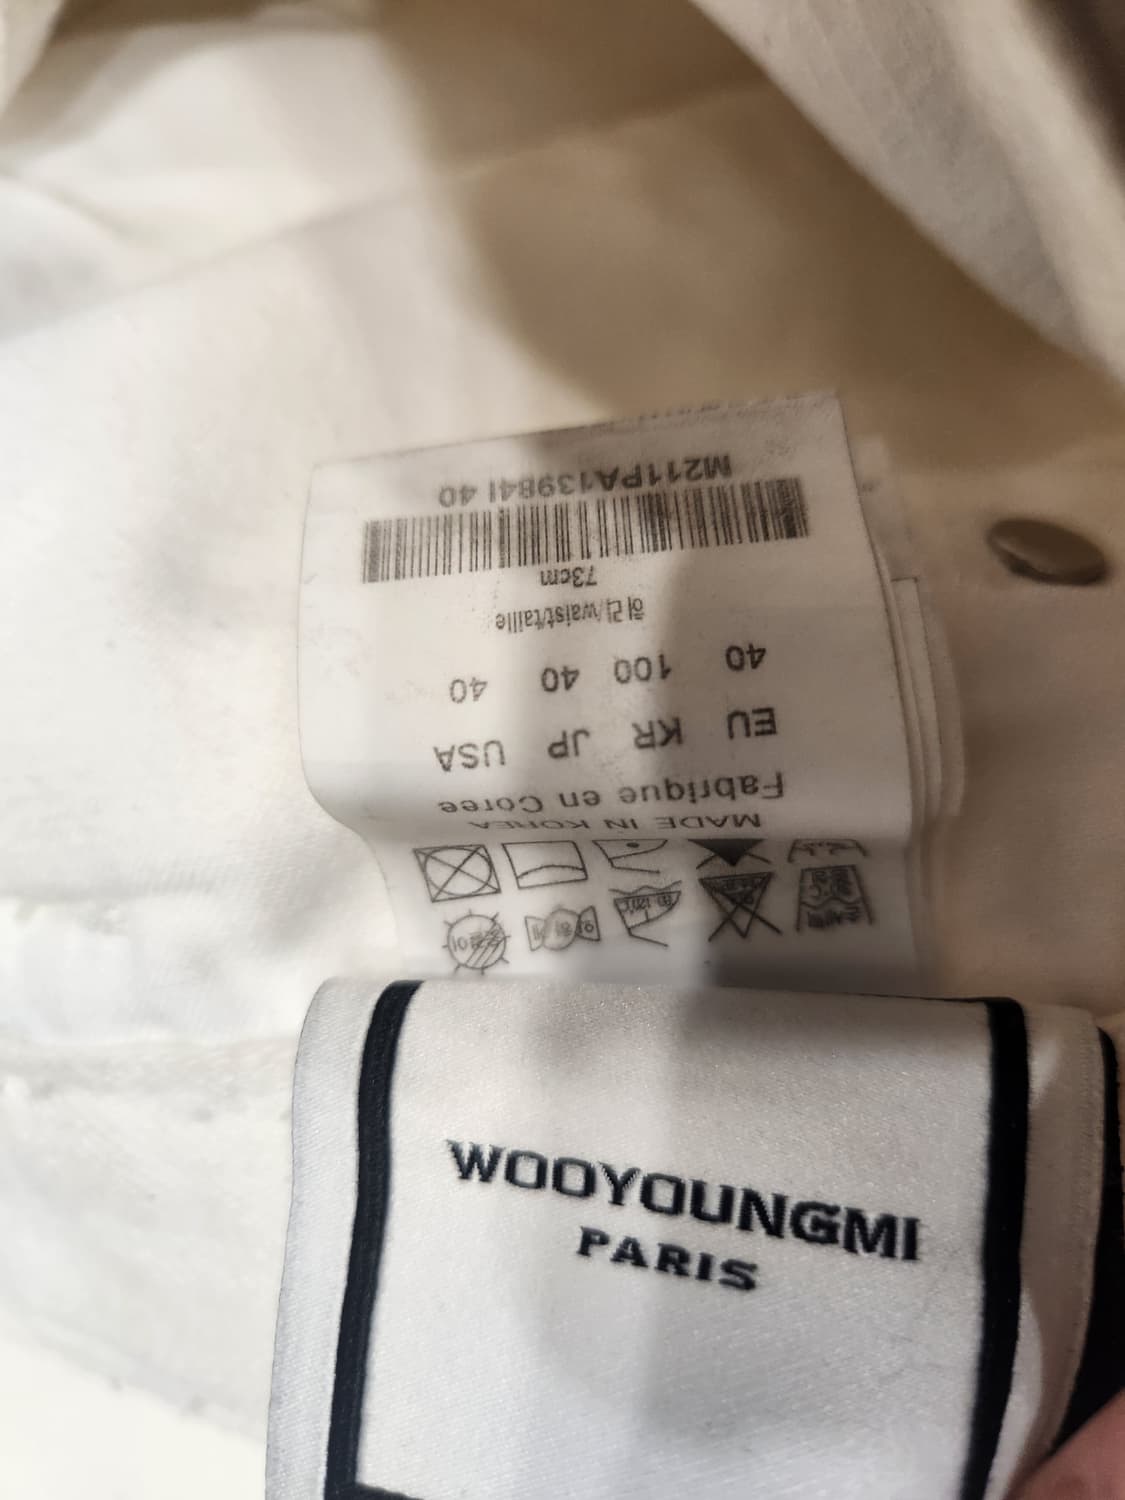 WOOYOUNGMI
PARIS
MADE IN KOREA
Fabrique en Coree
EU KR JP USA
40 100 40 40
허리/waist/taille
73cm
M211PA13984I 40